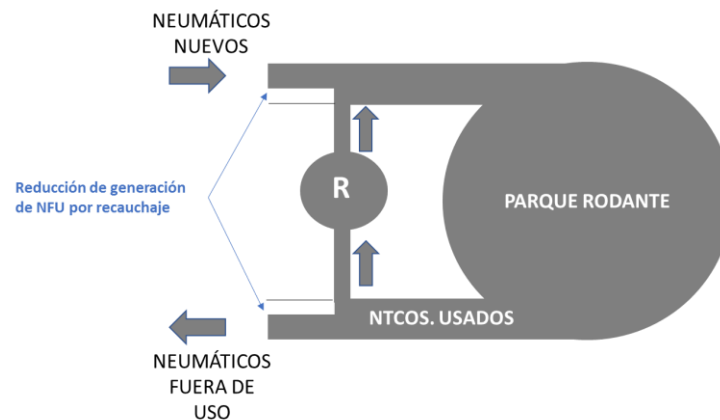 NEUMÁTICOS
NUEVOS
Reducción de generación
de NFU por recauchaje
R
PARQUE RODANTE
NTCOS. USADOS
NEUMÁTICOS
FUERA DE
USO